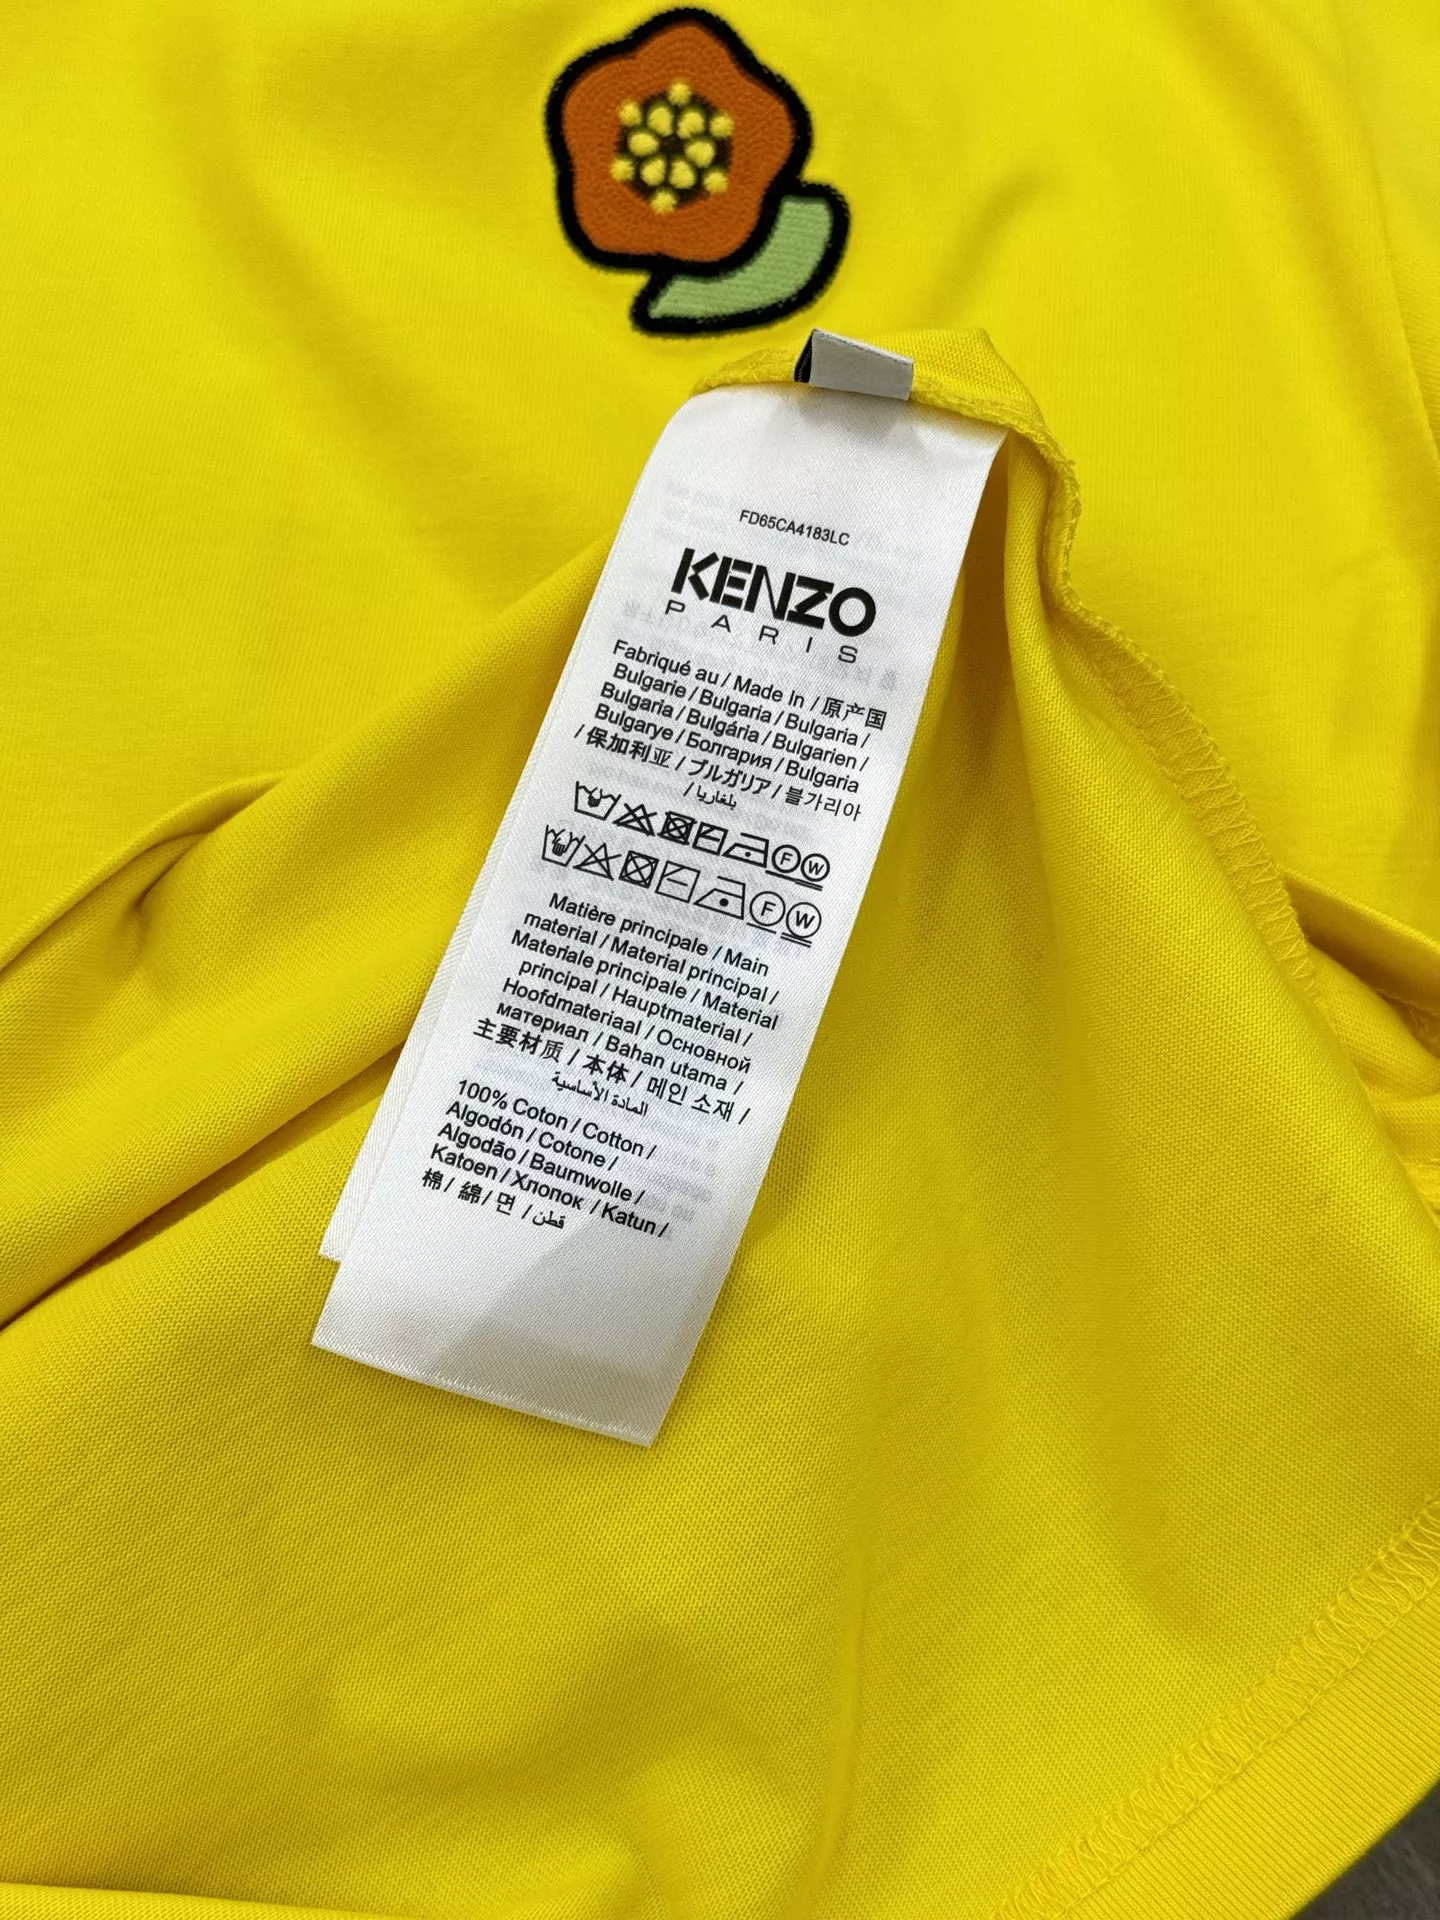 FD65CA4183LC
KENZO
PARIS
Fabriqué au / Made In / 原产国
Bulgarie / Bulgaria / Bulgaria /
Bulgaria / Bulgária / Bulgarien /
Bulgarye / Болгария / Bulgaria
/ 保加利亚 / ブルガリア / 불가리아
/ بلغاريا
F W
F W
Matière principale / Main
material / Material principal /
Materiale principale / Material
principal / Hauptmaterial /
Hoofdmateriaal / Основной
материал / Bahan utama /
主要材质 / 本体 / 메인 소재 /
المادة الأساسية
100% Coton / Cotton /
Algodón / Cotone /
Algodão / Baumwolle /
Katoen / Хлопок / Katun /
棉 / 綿 / 면 / قطن